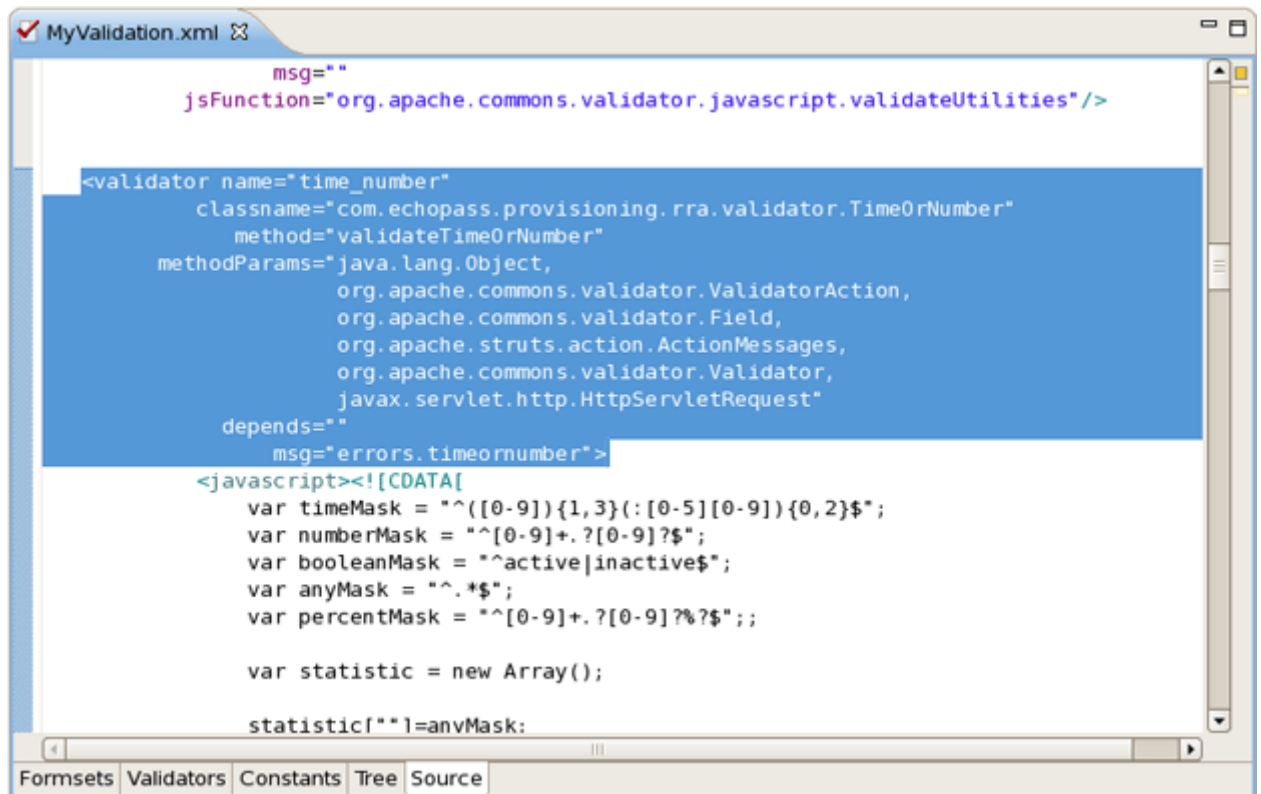 MyValidation.xml
msg=""
jsFunction="org.apache.commons.validator.javascript.validateUtilities"/>
<validator name="time_number"
classname="com.echopass.provisioning.rra.validator.TimeOrNumber"
method="validateTimeOrNumber"
methodParams="java.lang.Object,
org.apache.commons.validator.ValidatorAction,
org.apache.commons.validator.Field,
org.apache.struts.action.ActionMessages,
org.apache.commons.validator.Validator,
javax.servlet.http.HttpServletRequest"
depends=""
msg="errors.timeornumber">
<javascript><![CDATA[
var timeMask = "^([0-9]){1,3}(:[0-5][0-9]){0,2}$";
var numberMask = "^[0-9]+.?[0-9]?$";
var booleanMask = "^active|inactive$";
var anyMask = "^.*$";
var percentMask = "^[0-9]+.?[0-9]?%?$";;
var statistic = new Array();
statistic[""]=anyMask;
Formsets Validators Constants Tree Source